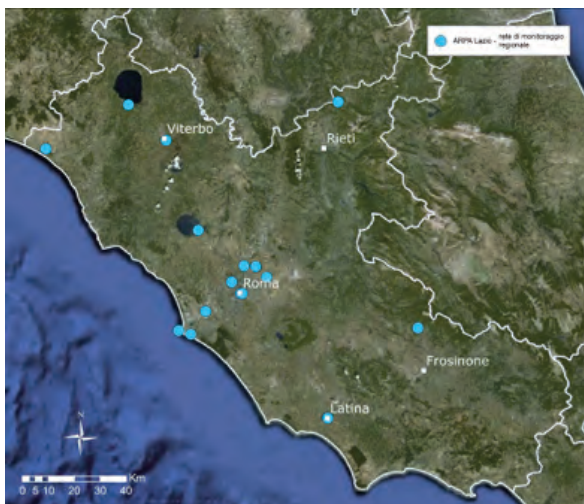 ARPA Lazio - rete di monitoraggio
regionale
Viterbo
Rieti
Roma
Frosinone
Latina
N
Km
0 5 10 20 30 40